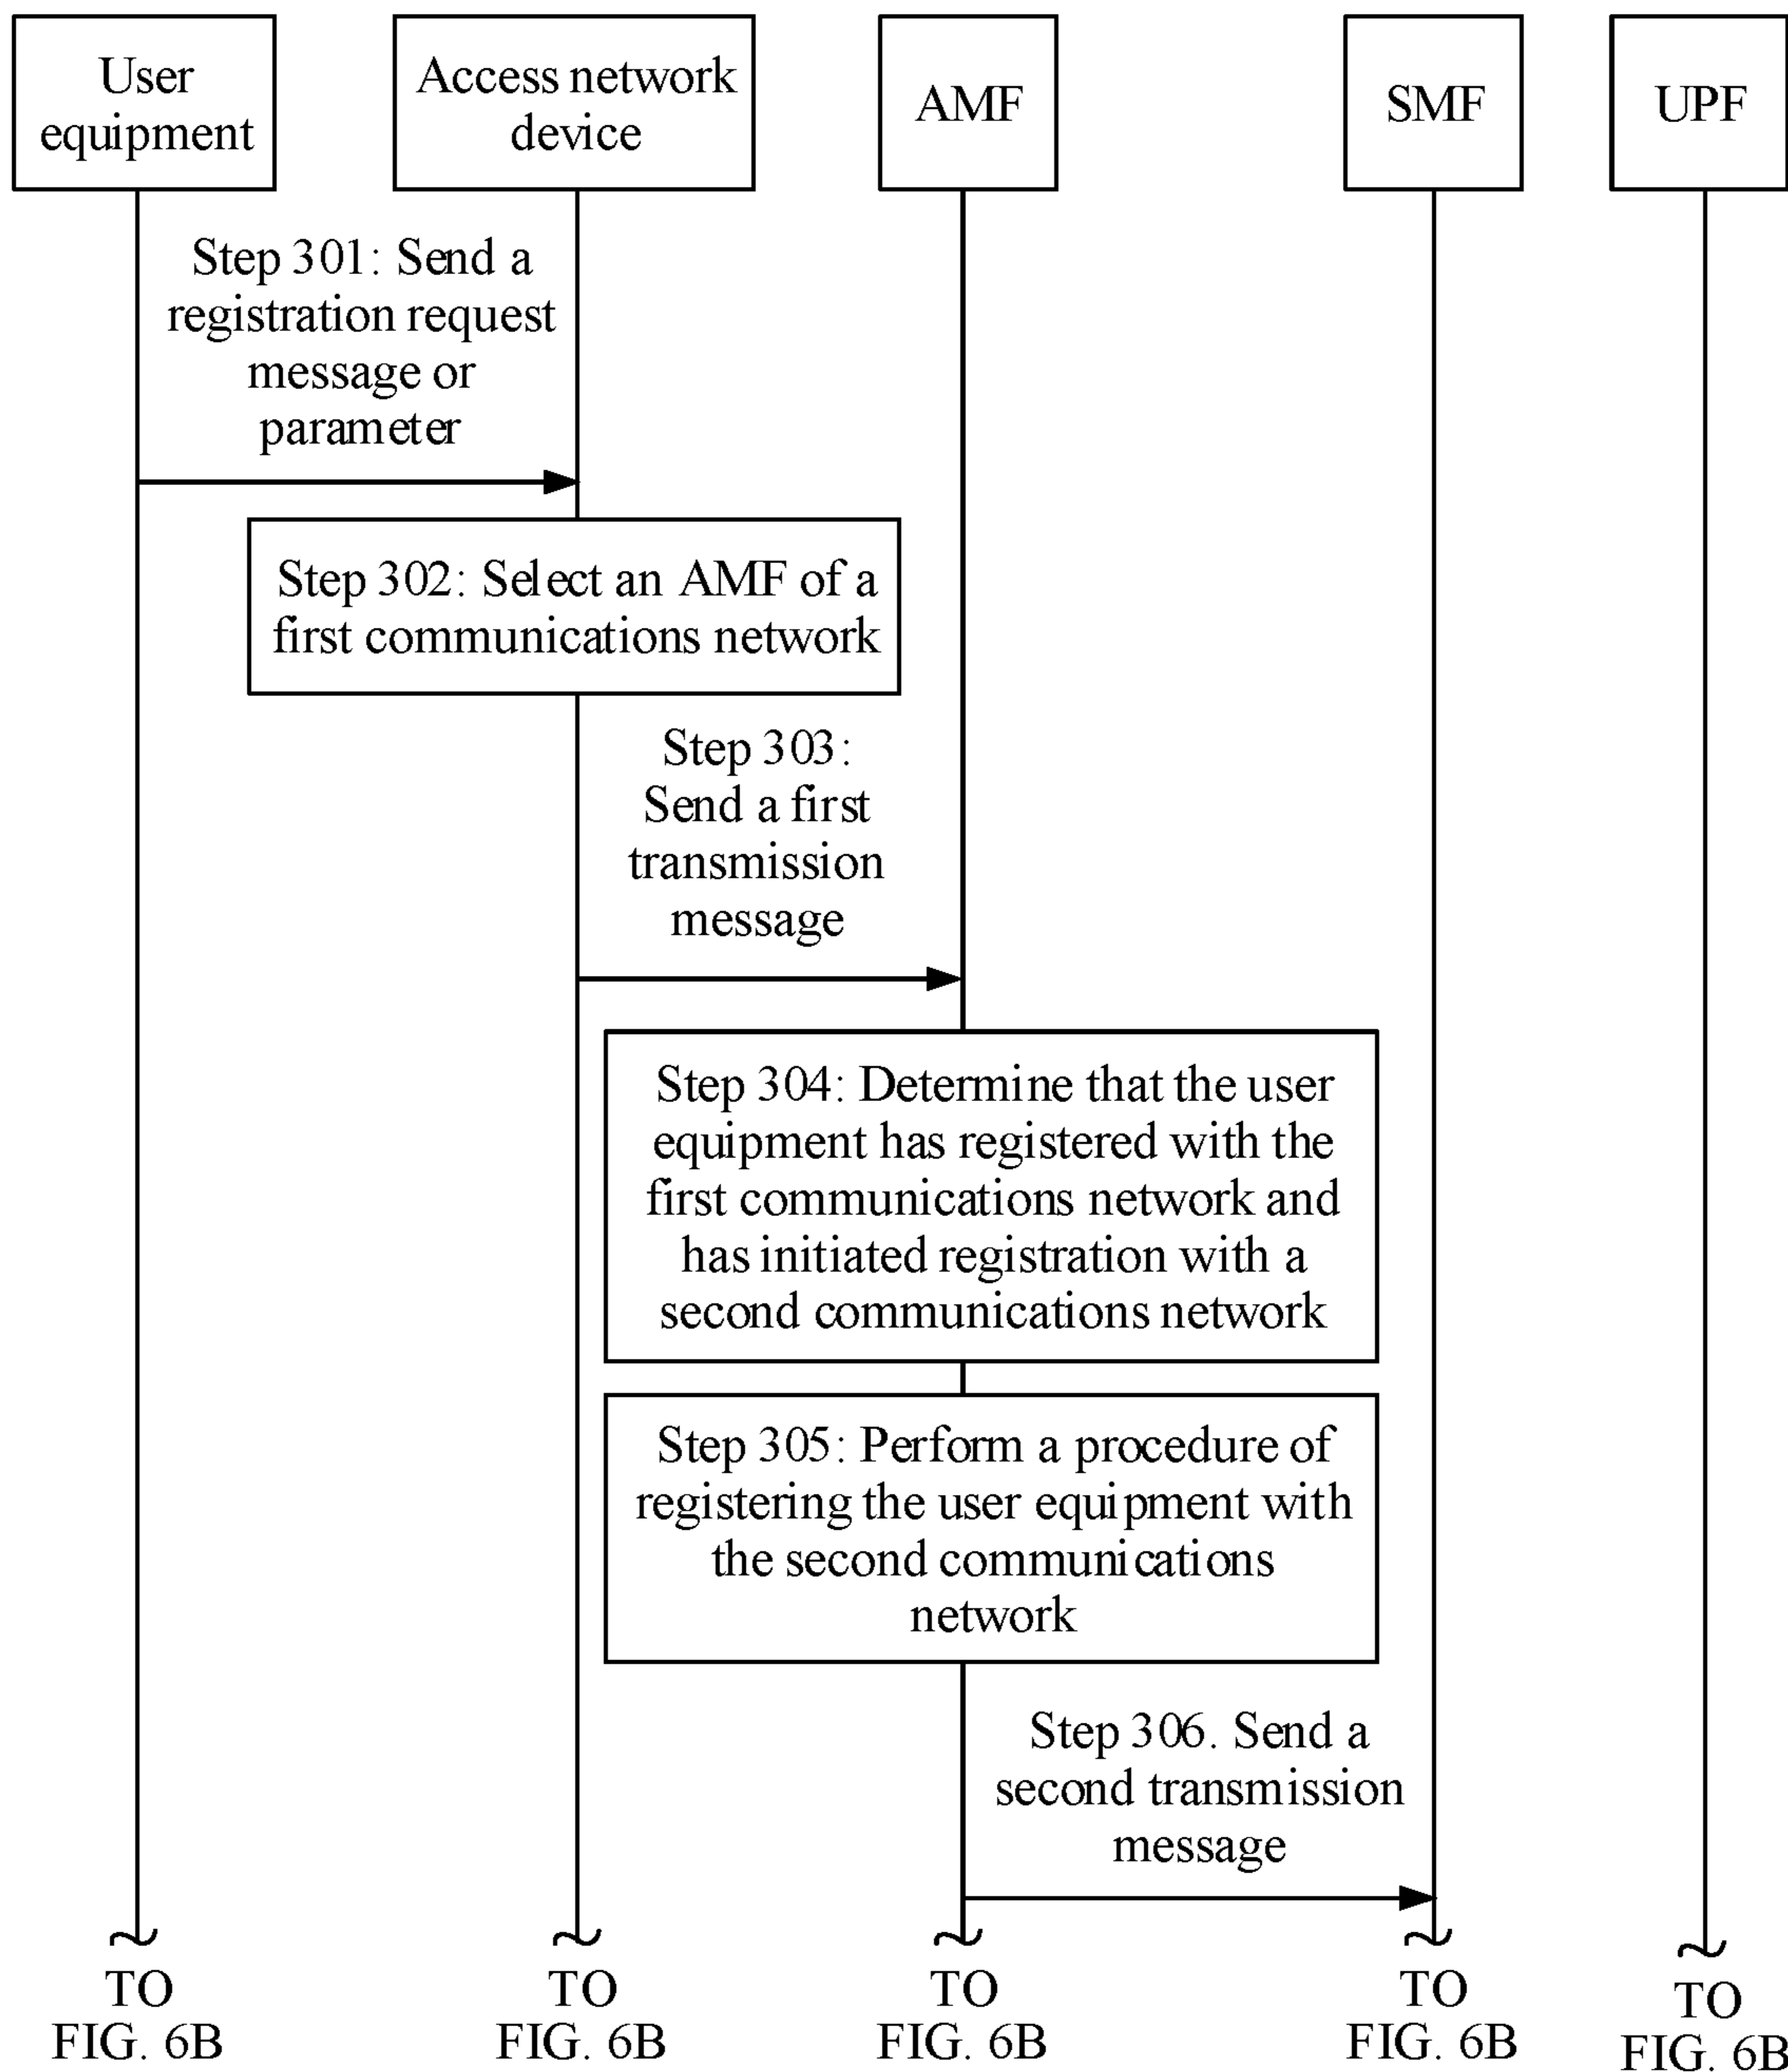 User
equipment
Access network
device
AMF
SMF
UPF
Step 301: Send a
registration request
message or
parameter
Step 302: Select an AMF of a
first communications network
Step 303:
Send a first
transmission
message
Step 304: Determine that the user
equipment has registered with the
first communications network and
has initiated registration with a
second communications network
Step 305: Perform a procedure of
registering the user equipment with
the second communications
network
Step 306. Send a
second transmission
message
TO
FIG. 6B
TO
FIG. 6B
TO
FIG. 6B
TO
FIG. 6B
TO
FIG. 6B